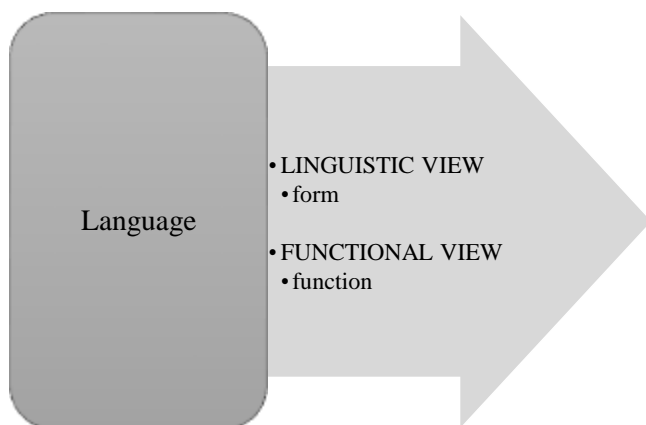 Language
• LINGUISTIC VIEW
• form
• FUNCTIONAL VIEW
• function